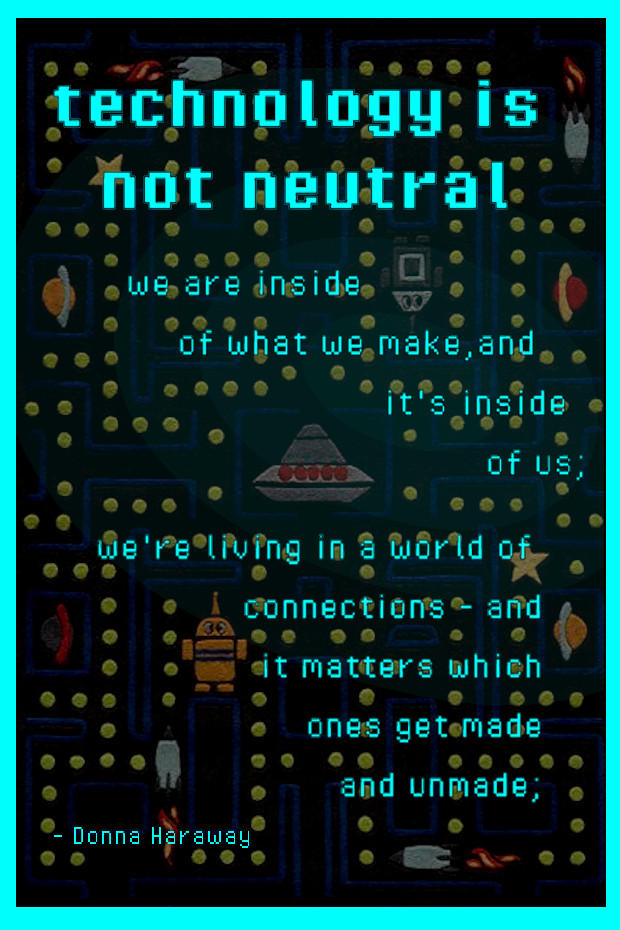 technology is
not neutral
we are inside
of what we make,and
it's inside
of us;
we're living in a world of
connections - and
it matters which
ones get made
and unmade;
- Donna Haraway